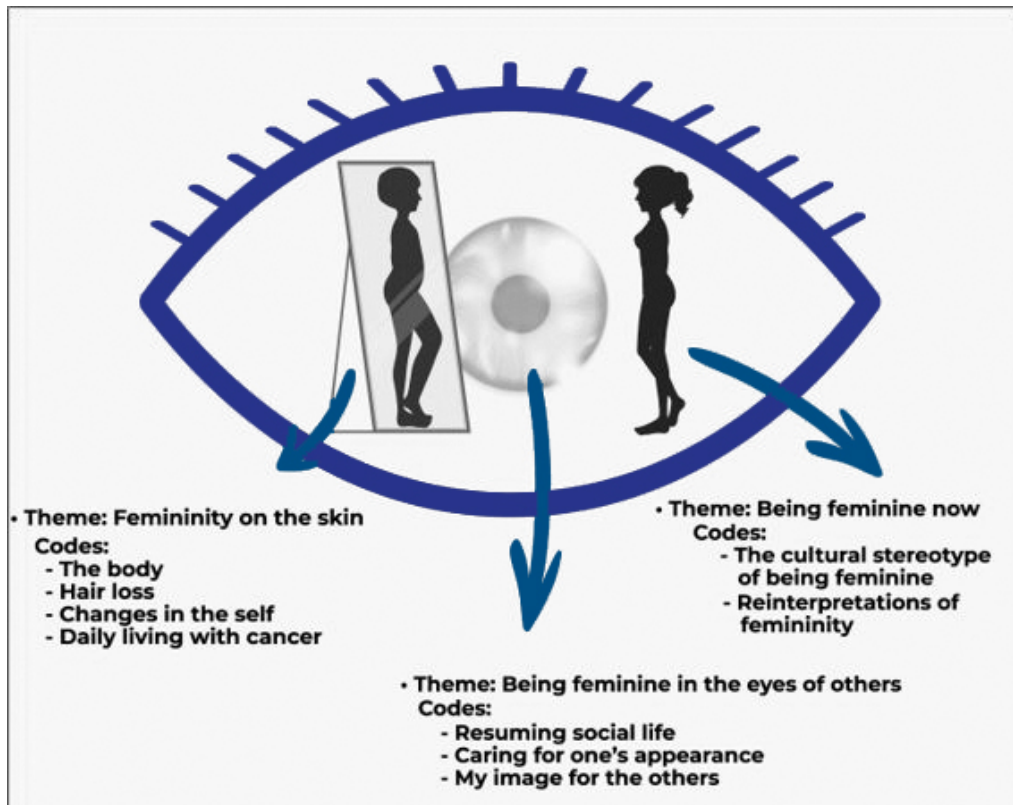 • Theme: Femininity on the skin
Codes:
- The body
- Hair loss
- Changes in the self
- Daily living with cancer
• Theme: Being feminine in the eyes of others
Codes:
- Resuming social life
- Caring for one's appearance
- My image for the others
• Theme: Being feminine now
Codes:
- The cultural stereotype
of being feminine
- Reinterpretations of
femininity